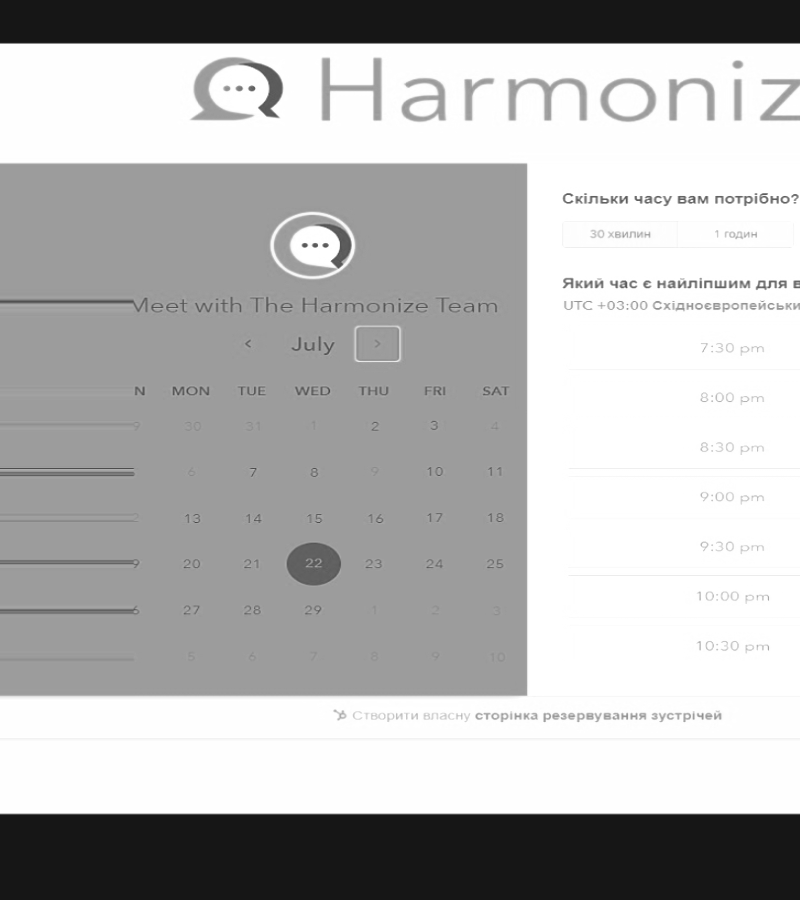 Harmoniz
Meet with The Harmonize Team
‹ July ›
N MON TUE WED THU FRI SAT
9 30 31 1 2 3 4
6 7 8 9 10 11
2 13 14 15 16 17 18
9 20 21 22 23 24 25
6 27 28 29 1 2 3
5 6 7 8 9 10
Скільки часу вам потрібно?
30 хвилин 1 годин
Який час є найліпшим для в
UTC +03:00 Східноєвропейськи
7:30 pm
8:00 pm
8:30 pm
9:00 pm
9:30 pm
10:00 pm
10:30 pm
Створити власну сторінка резервування зустрічей